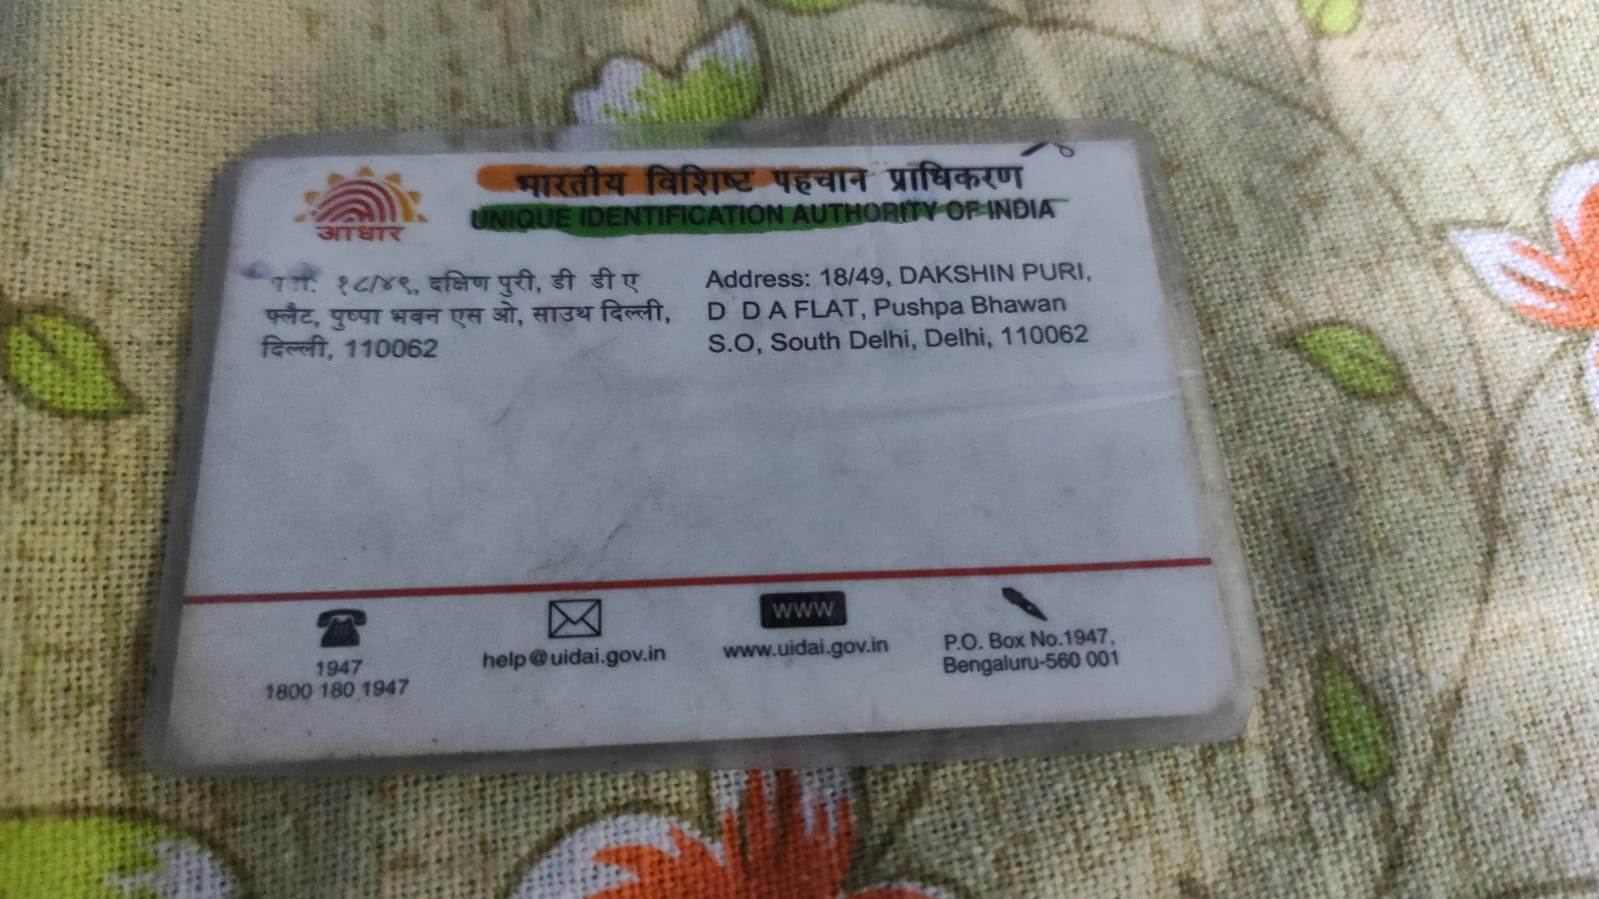 आधार
भारतीय विशिष्ट पहचान प्राधिकरण
UNIQUE IDENTIFICATION AUTHORITY OF INDIA
१८/४९, दक्षिण पुरी, डी डी ए
फ्लैट, पुष्पा भवन एस ओ, साउथ दिल्ली,
दिल्ली, 110062
Address: 18/49, DAKSHIN PURI,
D D A FLAT, Pushpa Bhawan
S.O, South Delhi, Delhi, 110062
1947
1800 180 1947
help@uidai.gov.in
WWW
www.uidai.gov.in
P.O. Box No.1947,
Bengaluru-560 001